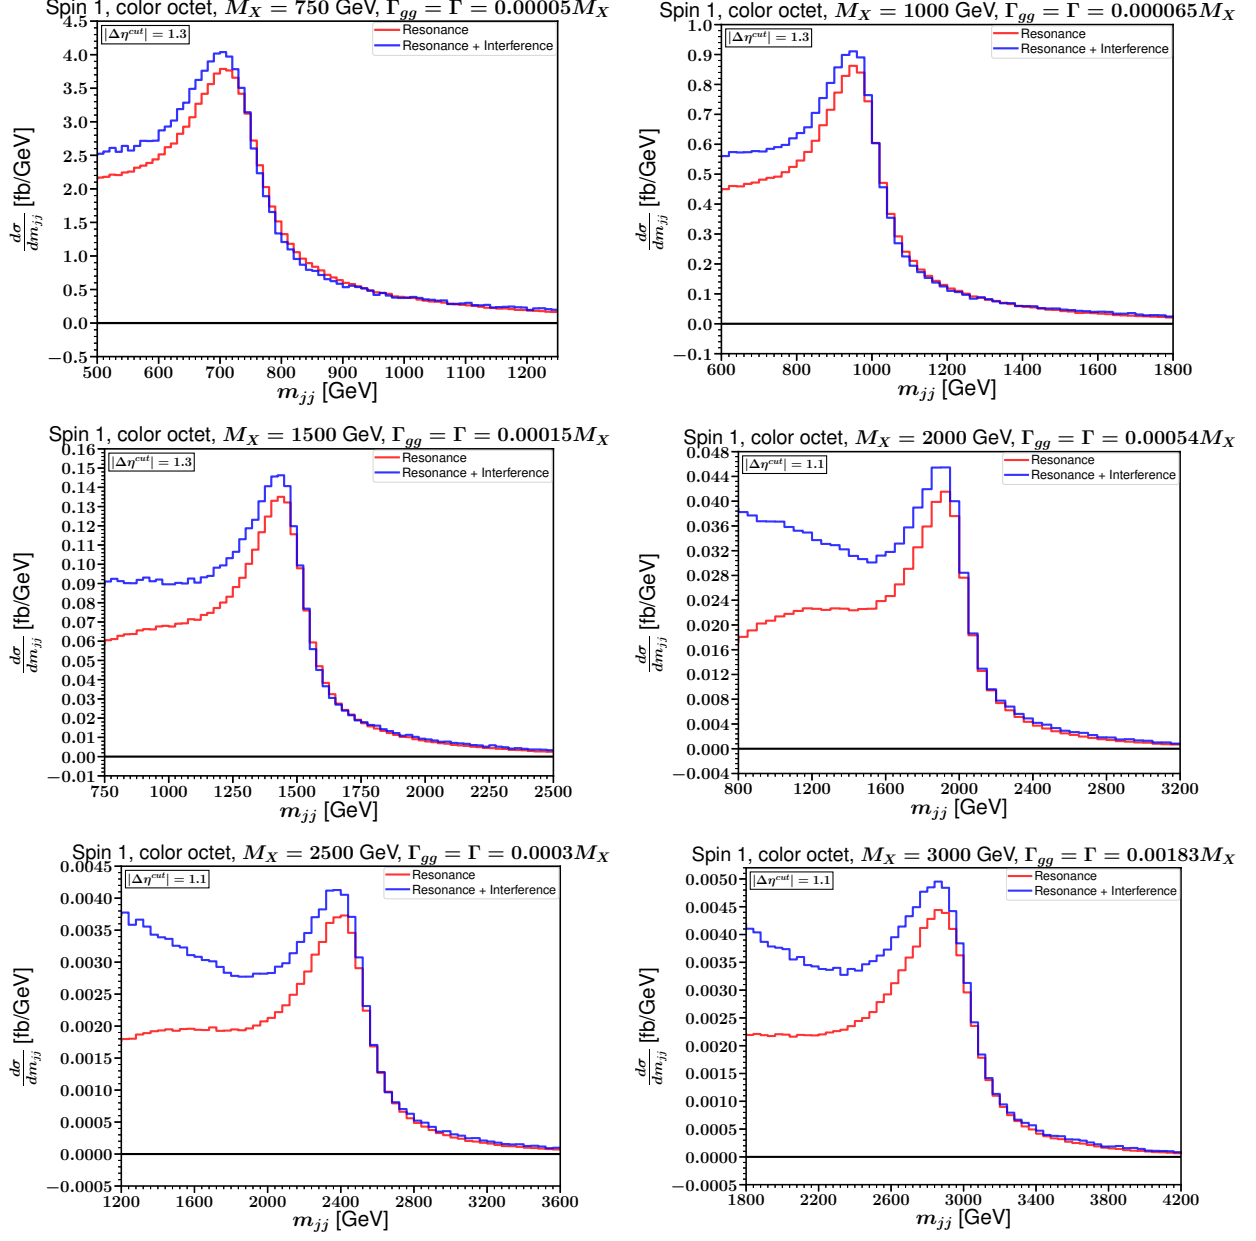 Spin 1, color octet, M_X = 750 GeV, Γ_gg = Γ = 0.00005M_X
|Δη^cut| = 1.3
Resonance
Resonance + Interference
4.5
4.0
3.5
3.0
2.5
2.0
1.5
1.0
0.5
0.0
−0.5
dσ/dm_jj [fb/GeV]
500 600 700 800 900 1000 1100 1200
m_jj [GeV]
Spin 1, color octet, M_X = 1000 GeV, Γ_gg = Γ = 0.000065M_X
|Δη^cut| = 1.3
Resonance
Resonance + Interference
1.0
0.9
0.8
0.7
0.6
0.5
0.4
0.3
0.2
0.1
0.0
−0.1
dσ/dm_jj [fb/GeV]
600 800 1000 1200 1400 1600 1800
m_jj [GeV]
Spin 1, color octet, M_X = 1500 GeV, Γ_gg = Γ = 0.00015M_X
|Δη^cut| = 1.3
Resonance
Resonance + Interference
0.16
0.15
0.14
0.13
0.12
0.11
0.10
0.09
0.08
0.07
0.06
0.05
0.04
0.03
0.02
0.01
0.00
−0.01
dσ/dm_jj [fb/GeV]
750 1000 1250 1500 1750 2000 2250 2500
m_jj [GeV]
Spin 1, color octet, M_X = 2000 GeV, Γ_gg = Γ = 0.00054M_X
|Δη^cut| = 1.1
Resonance
Resonance + Interference
0.048
0.044
0.040
0.036
0.032
0.028
0.024
0.020
0.016
0.012
0.008
0.004
0.000
−0.004
dσ/dm_jj [fb/GeV]
800 1200 1600 2000 2400 2800 3200
m_jj [GeV]
Spin 1, color octet, M_X = 2500 GeV, Γ_gg = Γ = 0.0003M_X
|Δη^cut| = 1.1
Resonance
Resonance + Interference
0.0045
0.0040
0.0035
0.0030
0.0025
0.0020
0.0015
0.0010
0.0005
0.0000
−0.0005
dσ/dm_jj [fb/GeV]
1200 1600 2000 2400 2800 3200 3600
m_jj [GeV]
Spin 1, color octet, M_X = 3000 GeV, Γ_gg = Γ = 0.00183M_X
|Δη^cut| = 1.1
Resonance
Resonance + Interference
0.0050
0.0045
0.0040
0.0035
0.0030
0.0025
0.0020
0.0015
0.0010
0.0005
0.0000
−0.0005
dσ/dm_jj [fb/GeV]
1800 2200 2600 3000 3400 3800 4200
m_jj [GeV]